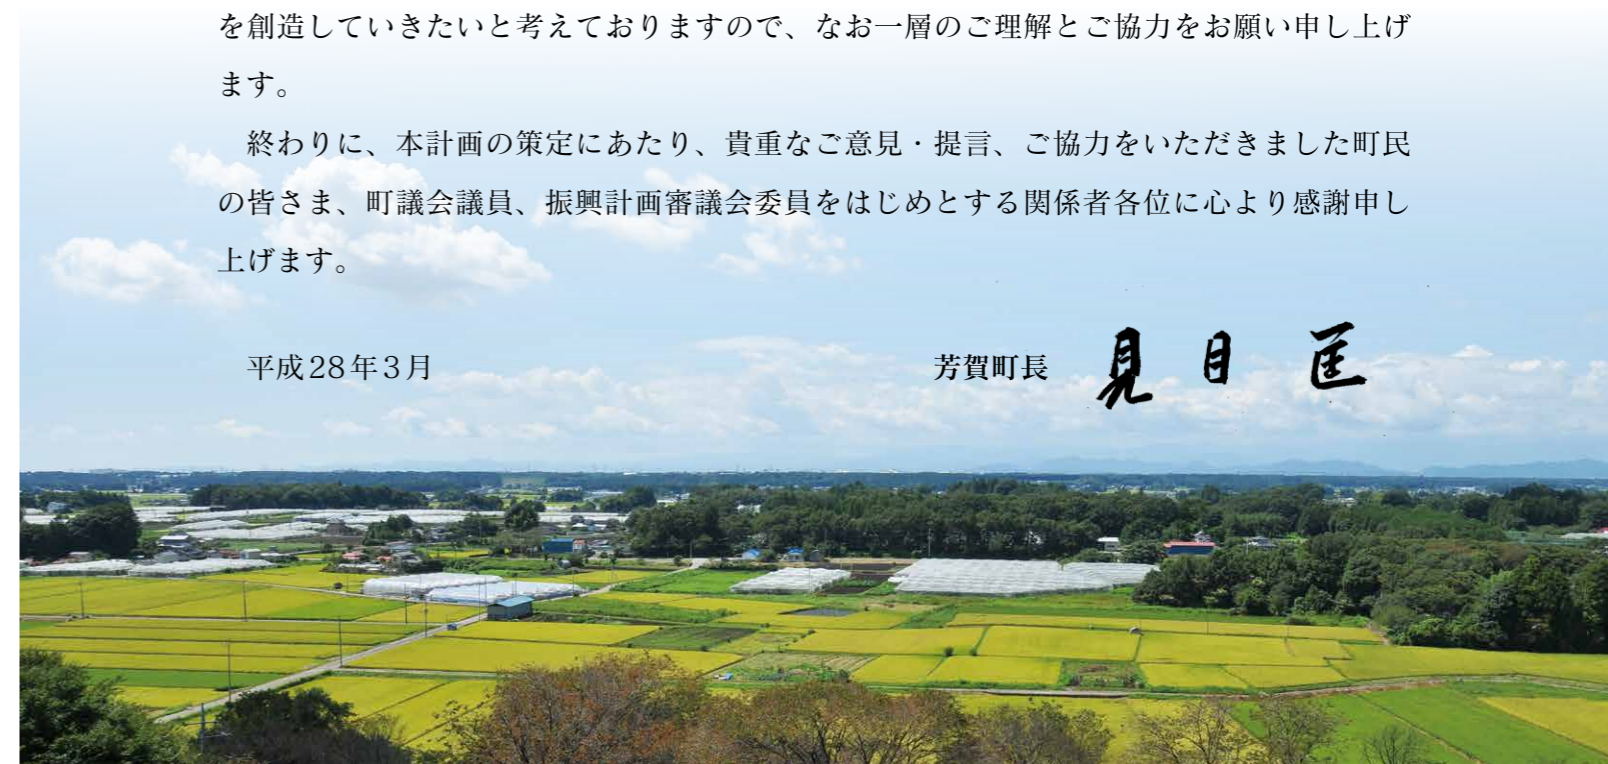 を創造していきたいと考えておりますので、なお一層のご理解とご協力をお願い申し上げ
ます。
　終わりに、本計画の策定にあたり、貴重なご意見・提言、ご協力をいただきました町民
の皆さま、町議会議員、振興計画審議会委員をはじめとする関係者各位に心より感謝申し
上げます。
平成28年3月　芳賀町長　見目 匡